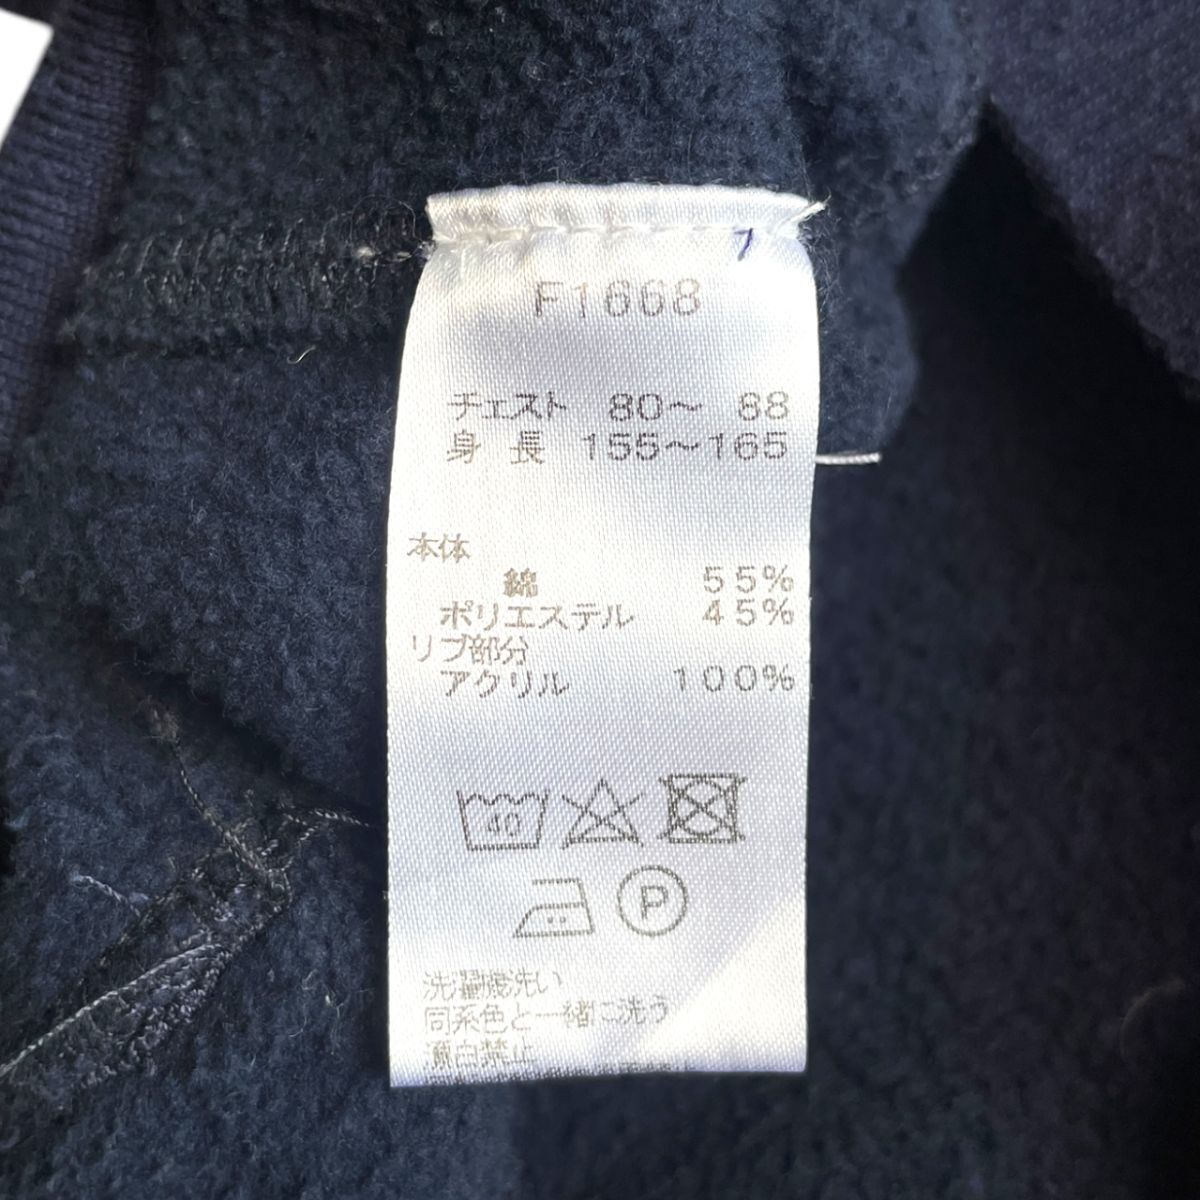 F1668
チェスト 80～ 88
身 長 155～165
本体
綿 55%
ポリエステル 45%
リブ部分
アクリル 100%
40
P
洗濯機洗い
同系色と一緒に洗う
漂白禁止